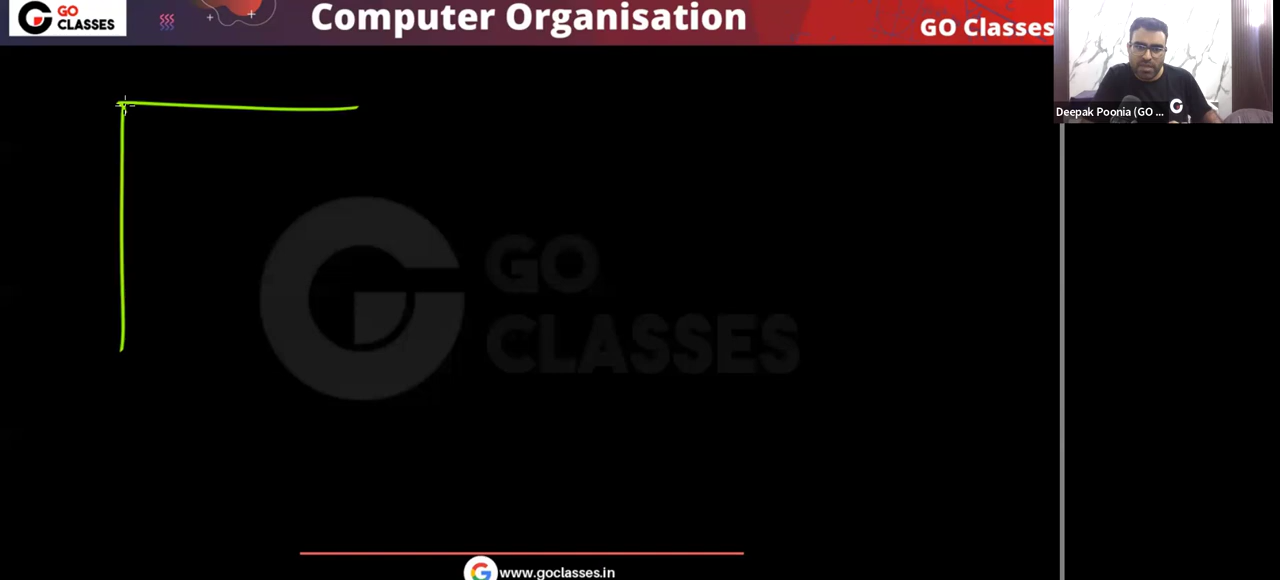 GO
CLASSES
Computer Organisation
GO Classes
Deepak Poonia (GO ...
GO
CLASSES
www.goclasses.in